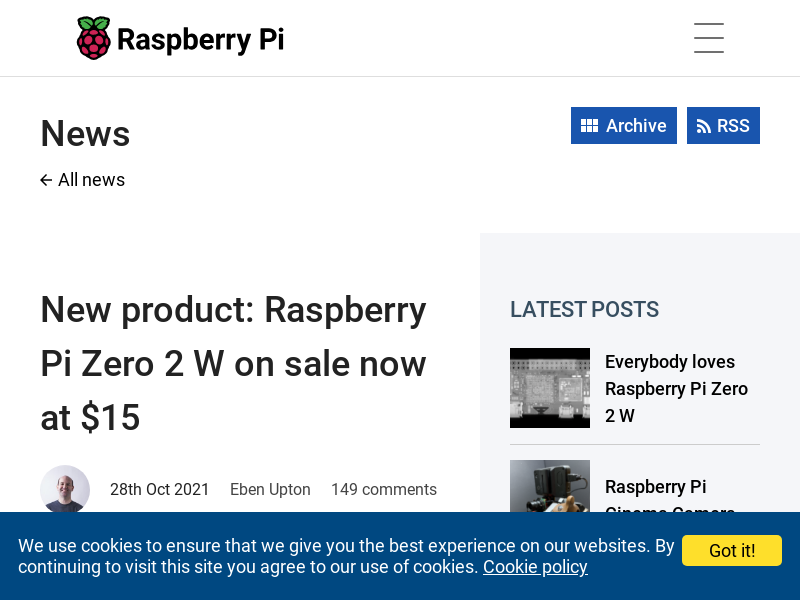 Raspberry Pi
News
Archive
RSS
← All news
New product: Raspberry
Pi Zero 2 W on sale now
at $15
28th Oct 2021
Eben Upton
149 comments
LATEST POSTS
Everybody loves
Raspberry Pi Zero
2 W
Raspberry Pi
Cinema Camera
We use cookies to ensure that we give you the best experience on our websites. By
continuing to visit this site you agree to our use of cookies. Cookie policy
Got it!